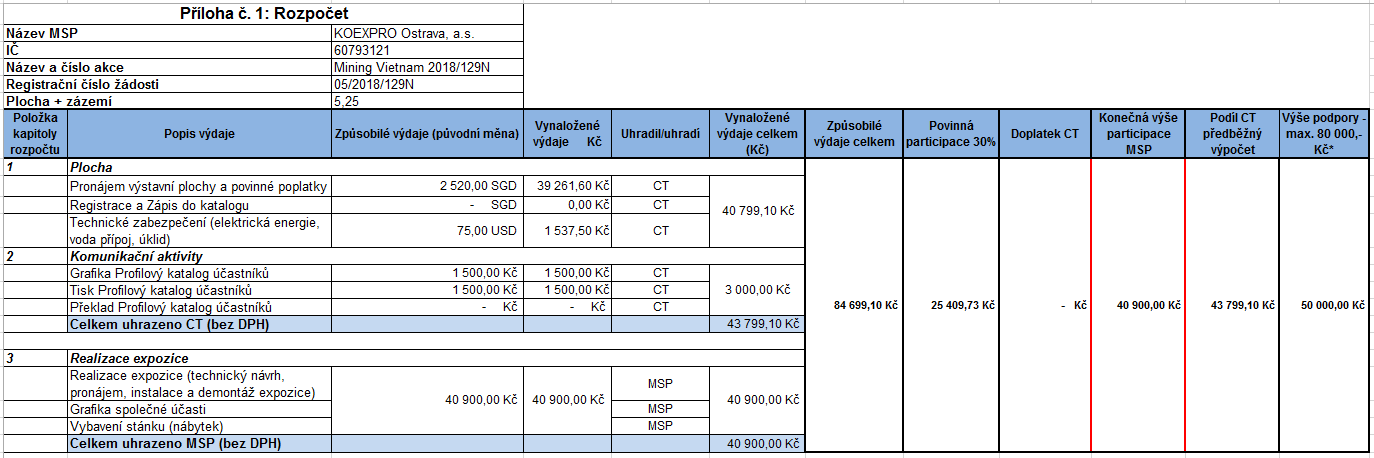 Příloha č. 1: Rozpočet
Název MSP KOEXPRO Ostrava, a.s.
IČ 60793121
Název a číslo akce Mining Vietnam 2018/129N
Registrační číslo žádosti 05/2018/129N
Plocha + zázemí 5,25
Položka kapitoly rozpočtu Popis výdaje Způsobilé výdaje (původní měna) Vynaložené výdaje Kč Uhradil/uhradí Vynaložené výdaje celkem (Kč) Způsobilé výdaje celkem Povinná participace 30% Doplatek CT Konečná výše participace MSP Podíl CT předběžný výpočet Výše podpory - max. 80 000,- Kč*
1 Plocha
Pronájem výstavní plochy a povinné poplatky 2 520,00 SGD 39 261,60 Kč CT 40 799,10 Kč
Registrace a Zápis do katalogu - SGD 0,00 Kč CT
Technické zabezpečení (elektrická energie,
voda přípoj, úklid) 75,00 USD 1 537,50 Kč CT
2 Komunikační aktivity
Grafika Profilový katalog účastníků 1 500,00 Kč 1 500,00 Kč CT 3 000,00 Kč
Tisk Profilový katalog účastníků 1 500,00 Kč 1 500,00 Kč CT
Překlad Profilový katalog účastníků - Kč - Kč CT
84 699,10 Kč 25 409,73 Kč - Kč 40 900,00 Kč 43 799,10 Kč 50 000,00 Kč
Celkem uhrazeno CT (bez DPH) 43 799,10 Kč
3 Realizace expozice
Realizace expozice (technický návrh,
pronájem, instalace a demontáž expozice) 40 900,00 Kč 40 900,00 Kč MSP 40 900,00 Kč
Grafika společné účasti MSP
Vybavení stánku (nábytek) MSP
Celkem uhrazeno MSP (bez DPH) 40 900,00 Kč